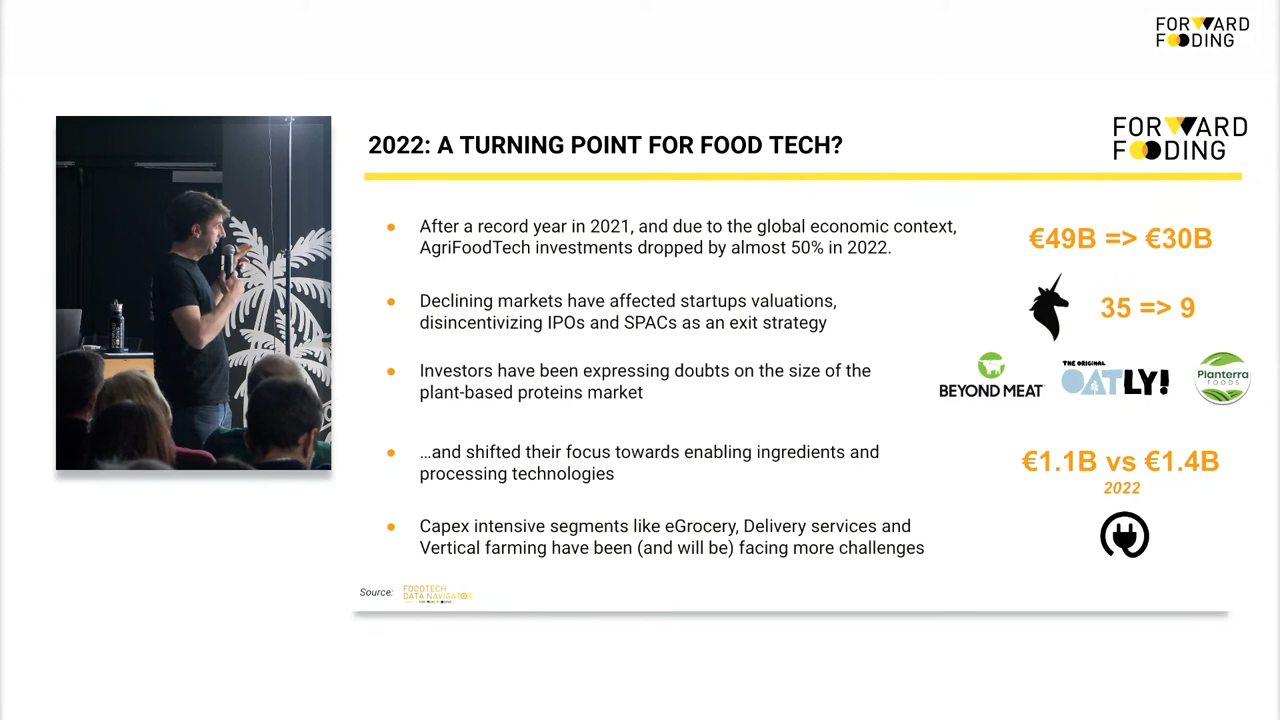 FORWARD
FOODING
FORWARD
FOODING
2022: A TURNING POINT FOR FOOD TECH?
After a record year in 2021, and due to the global economic context,
AgriFoodTech investments dropped by almost 50% in 2022.
€49B => €30B
Declining markets have affected startups valuations,
disincentivizing IPOs and SPACs as an exit strategy
35 => 9
Investors have been expressing doubts on the size of the
plant-based proteins market
BEYOND MEAT
THE ORIGINAL
OATLY!
Planterra
FOODS
…and shifted their focus towards enabling ingredients and
processing technologies
€1.1B vs €1.4B
2022
Capex intensive segments like eGrocery, Delivery services and
Vertical farming have been (and will be) facing more challenges
Source:
FOODTECH
DATA NAVIGATOR